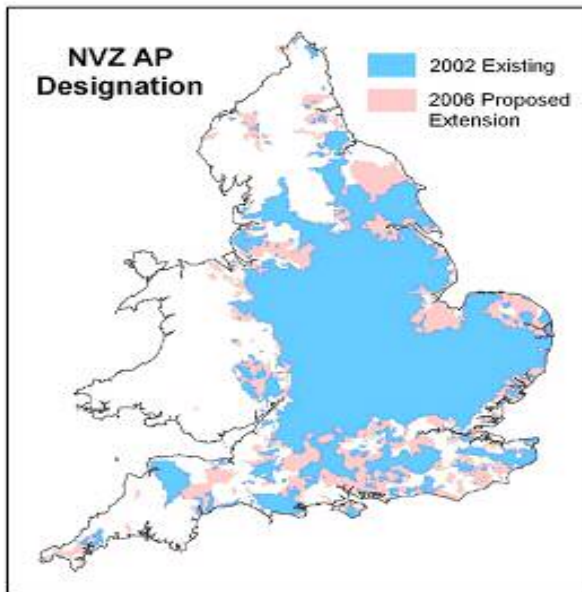 NVZ AP
Designation
2002 Existing
2006 Proposed
Extension